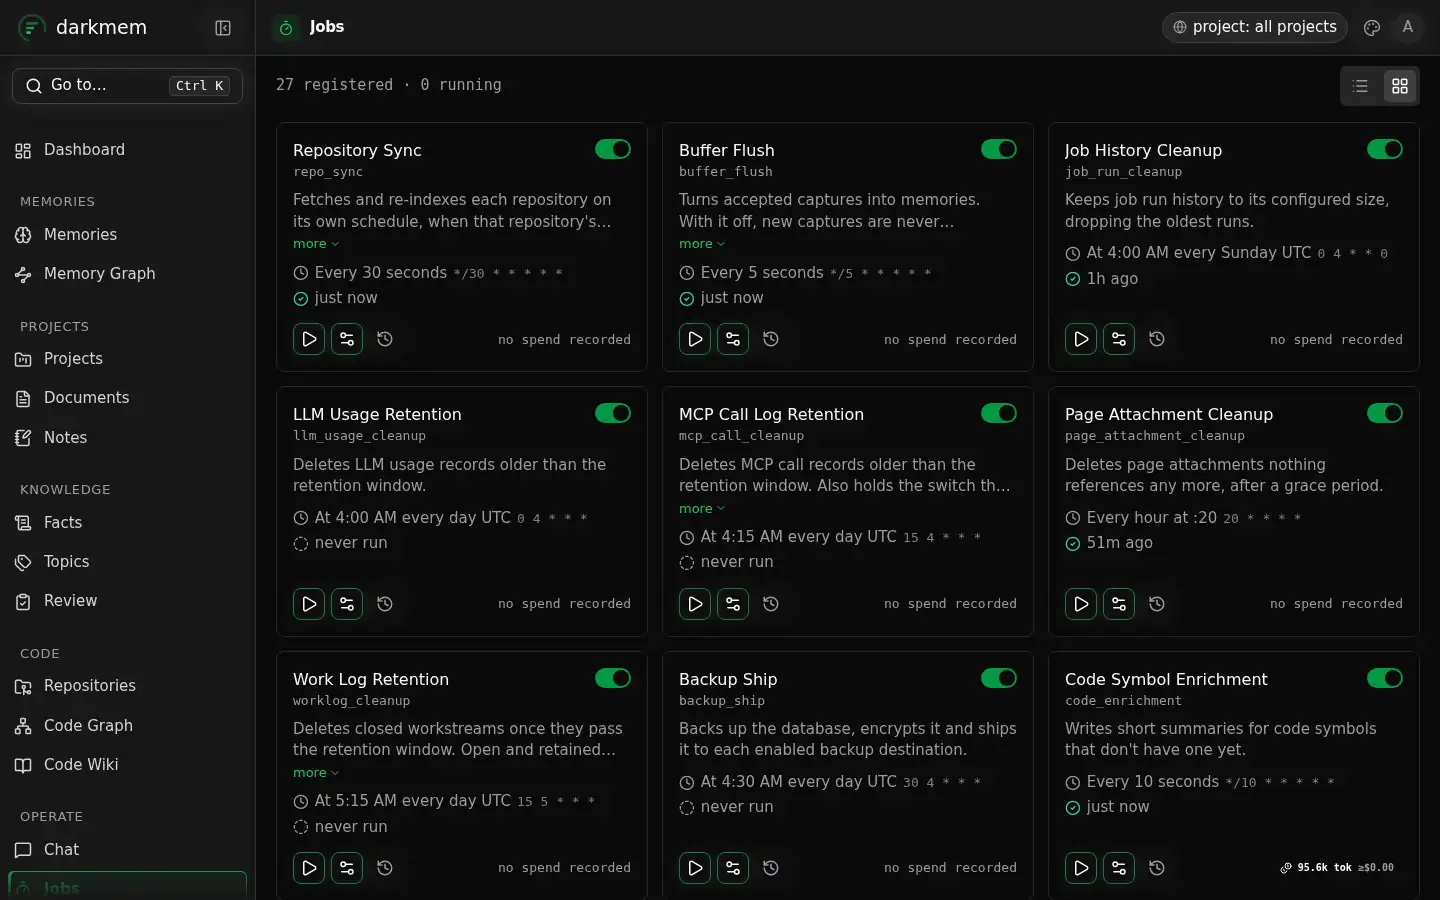 darkmem
Go to...
Ctrl K
Dashboard
MEMORIES
Memories
Memory Graph
PROJECTS
Projects
Documents
Notes
KNOWLEDGE
Facts
Topics
Review
CODE
Repositories
Code Graph
Code Wiki
OPERATE
Chat
Jobs
Jobs
project: all projects
A
27 registered · 0 running
Repository Sync
repo_sync
Fetches and re-indexes each repository on
its own schedule, when that repository's...
more
Every 30 seconds */30 * * * * *
just now
no spend recorded
Buffer Flush
buffer_flush
Turns accepted captures into memories.
With it off, new captures are never...
more
Every 5 seconds */5 * * * * *
just now
no spend recorded
Job History Cleanup
job_run_cleanup
Keeps job run history to its configured size,
dropping the oldest runs.
At 4:00 AM every Sunday UTC 0 4 * * 0
1h ago
no spend recorded
LLM Usage Retention
llm_usage_cleanup
Deletes LLM usage records older than the
retention window.
At 4:00 AM every day UTC 0 4 * * *
never run
no spend recorded
MCP Call Log Retention
mcp_call_cleanup
Deletes MCP call records older than the
retention window. Also holds the switch th...
more
At 4:15 AM every day UTC 15 4 * * *
never run
no spend recorded
Page Attachment Cleanup
page_attachment_cleanup
Deletes page attachments nothing
references any more, after a grace period.
Every hour at :20 20 * * * *
51m ago
no spend recorded
Work Log Retention
worklog_cleanup
Deletes closed workstreams once they pass
the retention window. Open and retained...
more
At 5:15 AM every day UTC 15 5 * * *
never run
no spend recorded
Backup Ship
backup_ship
Backs up the database, encrypts it and ships
it to each enabled backup destination.
At 4:30 AM every day UTC 30 4 * * *
never run
no spend recorded
Code Symbol Enrichment
code_enrichment
Writes short summaries for code symbols
that don't have one yet.
Every 10 seconds */10 * * * * *
just now
95.6k tok ≥$0.00